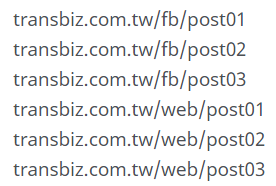 transbiz.com.tw/fb/post01
transbiz.com.tw/fb/post02
transbiz.com.tw/fb/post03
transbiz.com.tw/web/post01
transbiz.com.tw/web/post02
transbiz.com.tw/web/post03